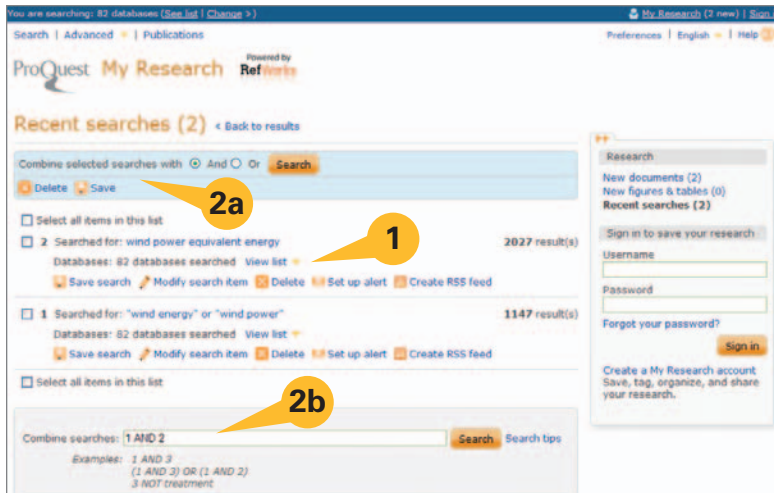 You are searching: 82 databases (See list | Change >)
My Research (2 new) | Sign
Search | Advanced | Publications
Preferences | English | Help
ProQuest My Research
Powered by
RefWorks
Recent searches (2) < Back to results
Combine selected searches with And Or Search
Delete Save
2a
Select all items in this list
1
2 Searched for: wind power equivalent energy 2027 result(s)
Databases: 82 databases searched View list
Save search Modify search item Delete Set up alert Create RSS feed
1 Searched for: "wind energy" or "wind power" 1147 result(s)
Databases: 82 databases searched View list
Save search Modify search item Delete Set up alert Create RSS feed
Select all items in this list
2b
Combine searches: 1 AND 2 Search Search tips
Examples: 1 AND 3
(1 AND 3) OR (1 AND 2)
3 NOT treatment
Research
New documents (2)
New figures & tables (0)
Recent searches (2)
Sign in to save your research
Username
Password
Forgot your password?
Sign in
Create a My Research account
Save, tag, organize, and share
your research.